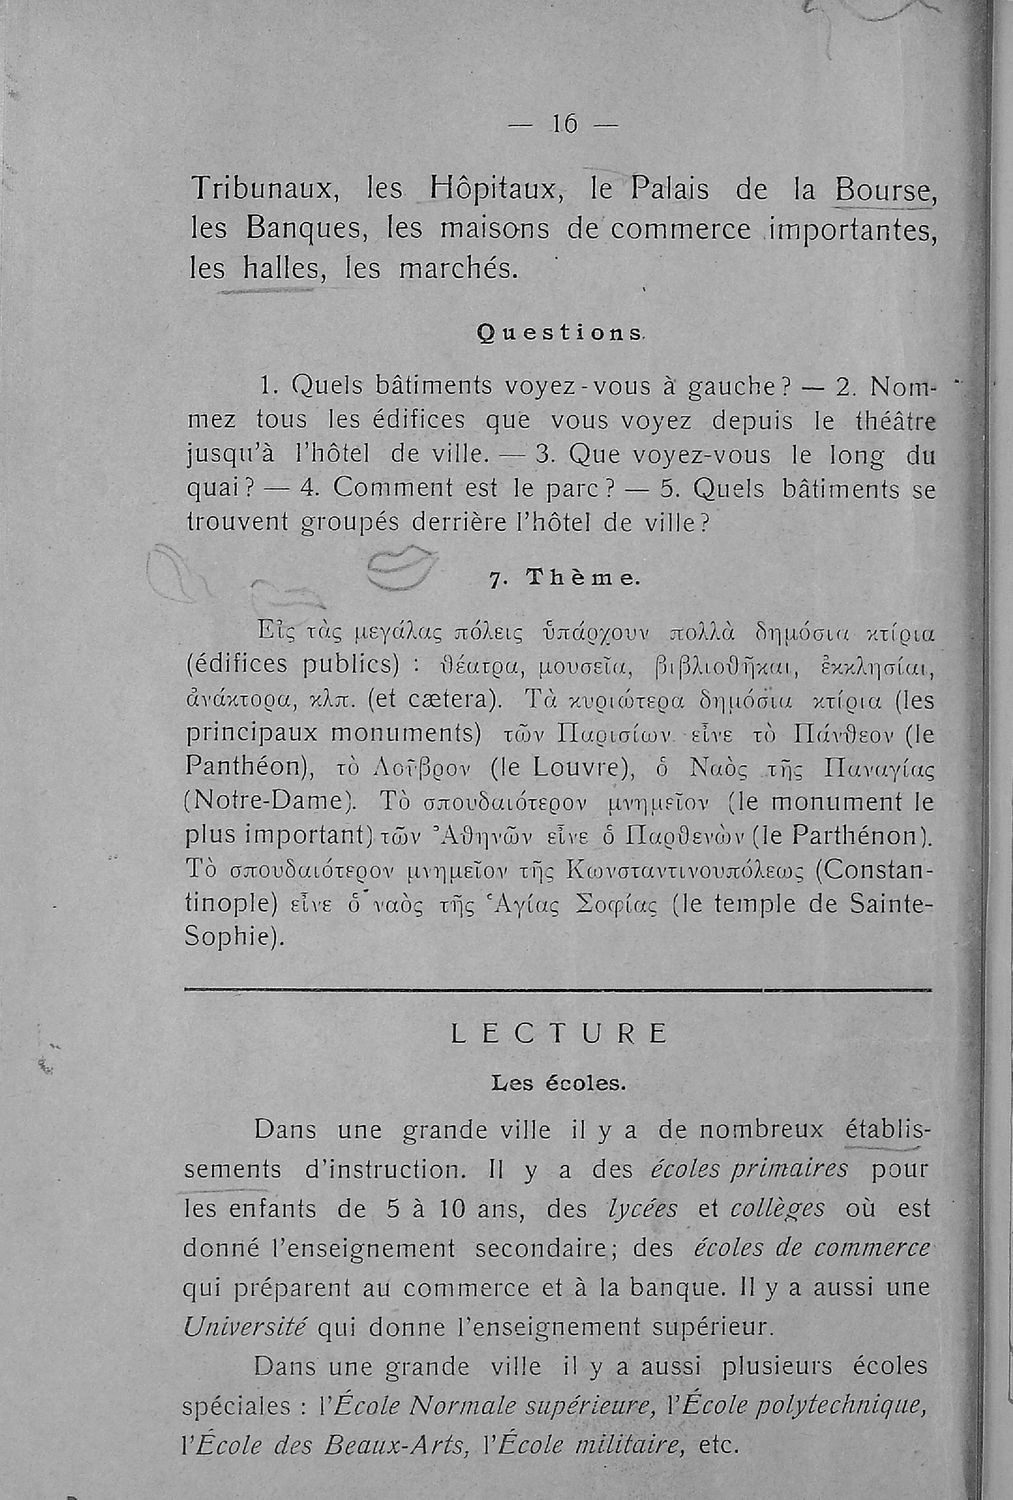 — 16 —
Tribunaux, les Hôpitaux, le Palais de la Bourse,
les Banques, les maisons de commerce importantes,
les halles, les marchés.
Questions.
1. Quels bâtiments voyez-vous à gauche? — 2. Nom-
mez tous les édifices que vous voyez depuis le théâtre
jusqu'à l'hôtel de ville. — 3. Que voyez-vous le long du
quai? — 4. Comment est le parc? — 5. Quels bâtiments se
trouvent groupés derrière l'hôtel de ville?
7. Thème.
Εἰς τὰς μεγάλας πόλεις ὑπάρχουν πολλὰ δημόσια κτίρια
(édifices publics) : θέατρα, μουσεῖα, βιβλιοθῆκαι, ἐκκλησίαι,
ἀνάκτορα, κλπ. (et cætera). Τὰ κυριώτερα δημόσια κτίρια (les
principaux monuments) τῶν Παρισίων εἶνε τὸ Πάνθεον (le
Panthéon), τὸ Λοῦβρον (le Louvre), ὁ Ναὸς τῆς Παναγίας
(Notre-Dame). Τὸ σπουδαιότερον μνημεῖον (le monument le
plus important) τῶν Ἀθηνῶν εἶνε ὁ Παρθενὼν (le Parthénon).
Τὸ σπουδαιότερον μνημεῖον τῆς Κωνσταντινουπόλεως (Constan-
tinople) εἶνε ὁ ναὸς τῆς Ἁγίας Σοφίας (le temple de Sainte-
Sophie).
LECTURE
Les écoles.
Dans une grande ville il y a de nombreux établis-
sements d'instruction. Il y a des écoles primaires pour
les enfants de 5 à 10 ans, des lycées et collèges où est
donné l'enseignement secondaire; des écoles de commerce
qui préparent au commerce et à la banque. Il y a aussi une
Université qui donne l'enseignement supérieur.
Dans une grande ville il y a aussi plusieurs écoles
spéciales : l'École Normale supérieure, l'École polytechnique,
l'École des Beaux-Arts, l'École militaire, etc.